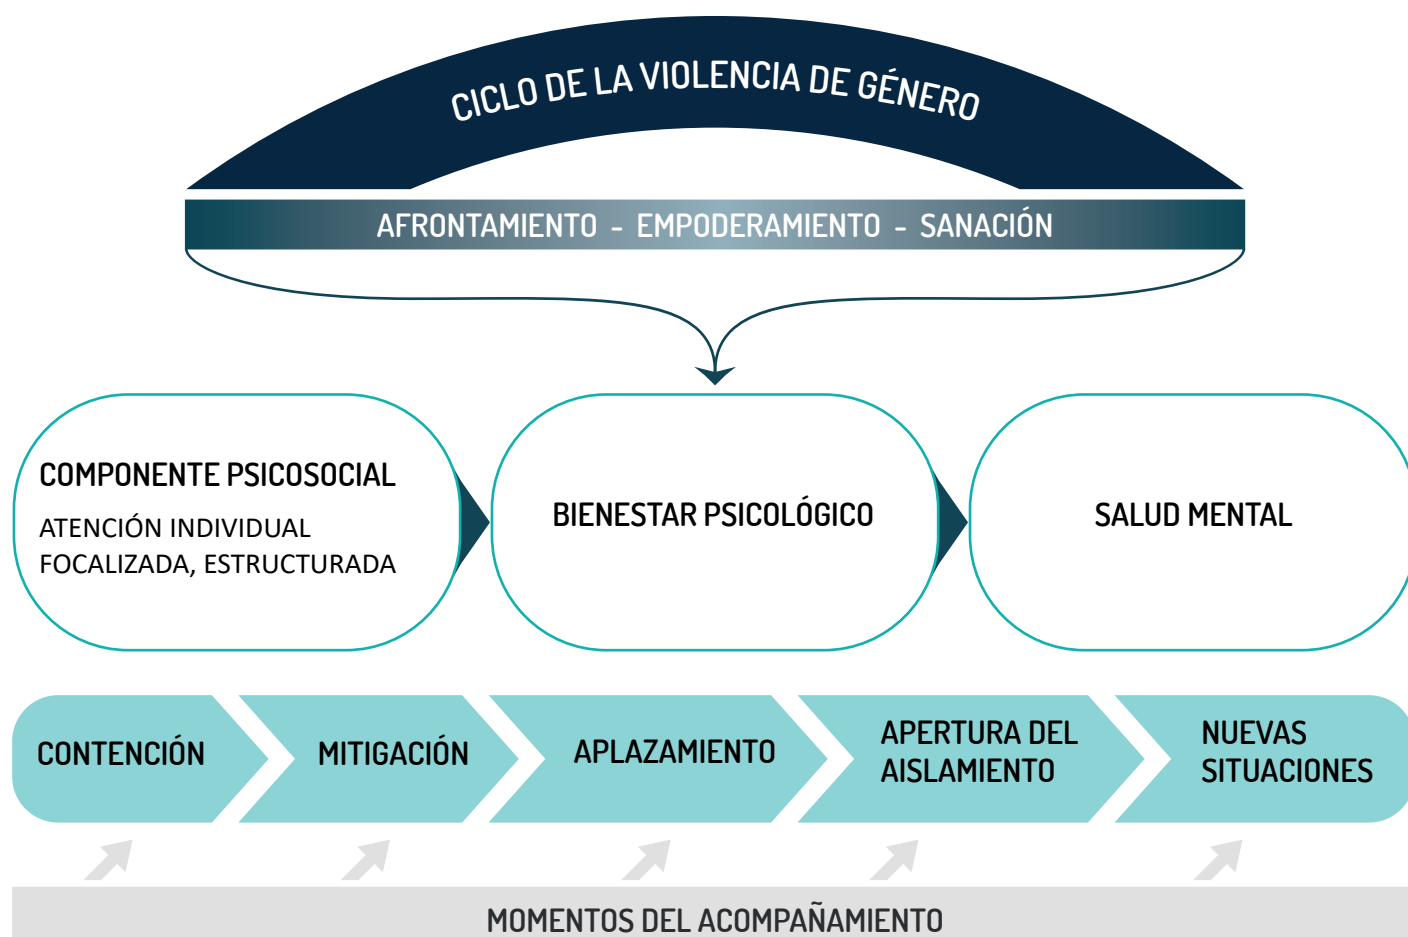 CICLO DE LA VIOLENCIA DE GÉNERO
AFRONTAMIENTO - EMPODERAMIENTO - SANACIÓN
COMPONENTE PSICOSOCIAL
ATENCIÓN INDIVIDUAL
FOCALIZADA, ESTRUCTURADA
BIENESTAR PSICOLÓGICO
SALUD MENTAL
CONTENCIÓN
MITIGACIÓN
APLAZAMIENTO
APERTURA DEL
AISLAMIENTO
NUEVAS
SITUACIONES
MOMENTOS DEL ACOMPAÑAMIENTO